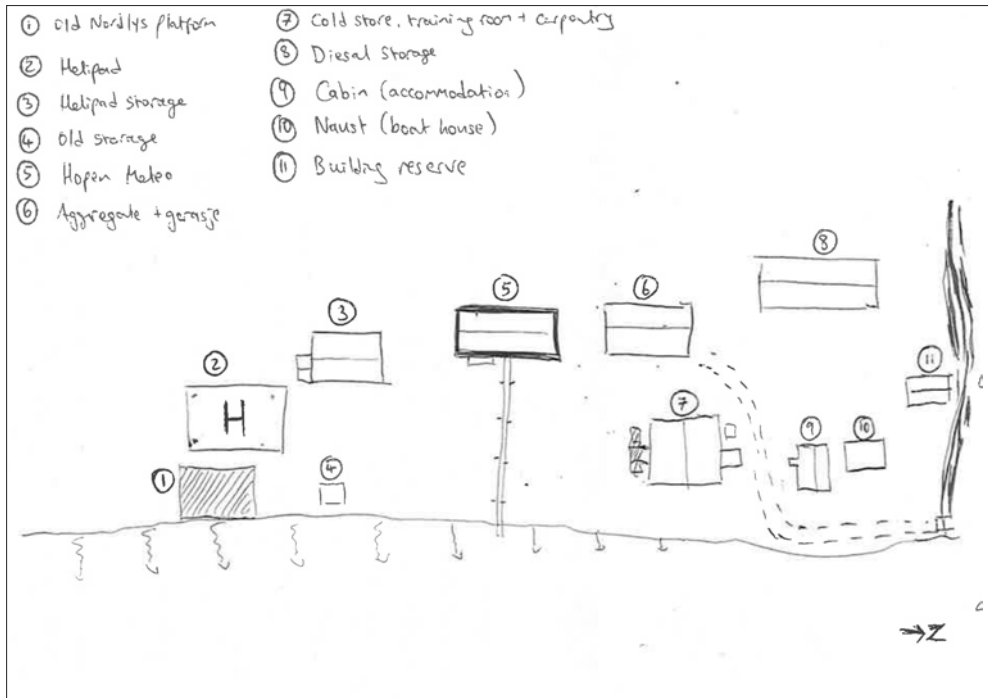 ① Old Nordlys platform
② Helipad
③ Helipad storage
④ Old storage
⑤ Hopen Meteo
⑥ Aggregate + garasje
⑦ Cold store, training room + carpentry
⑧ Diesal Storage
⑨ Cabin (accommodation)
⑩ Naust (boat house)
⑪ Building reserve
⑧
⑤
⑥
③
⑪
②
H
⑦
⑨
⑩
①
④
N